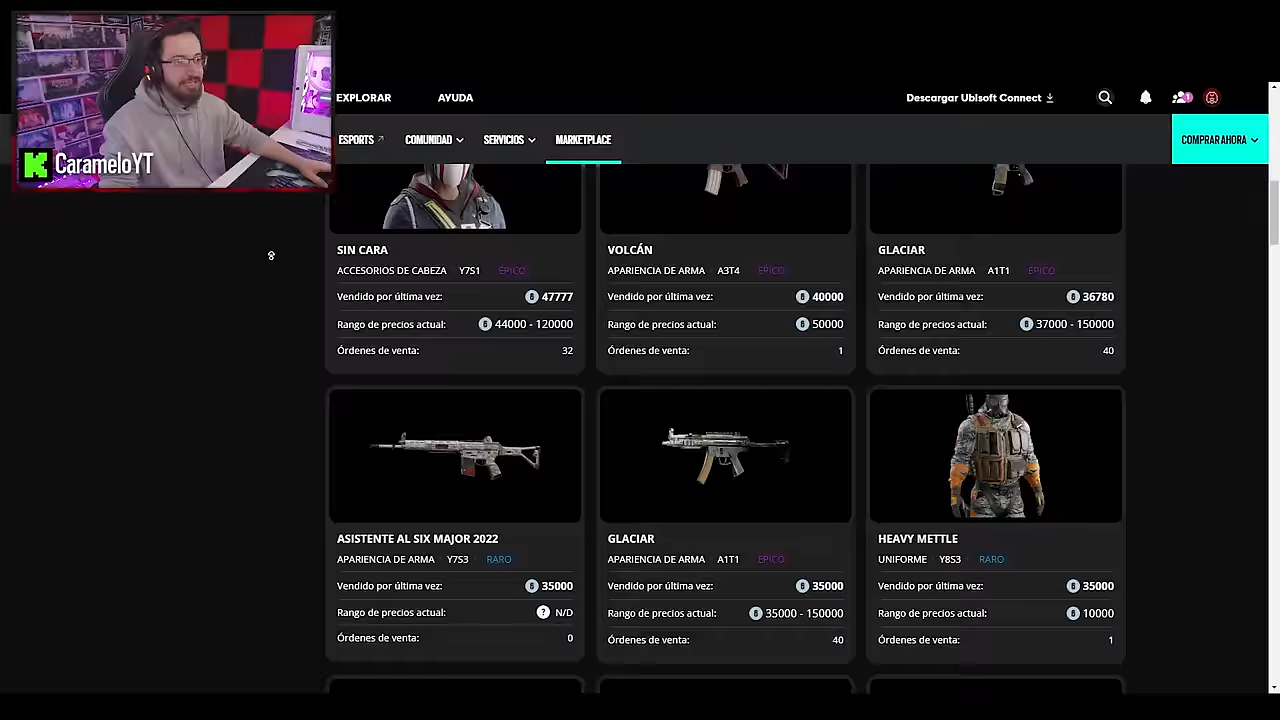 CarameloYT
EXPLORAR
AYUDA
Descargar Ubisoft Connect
ESPORTS
COMUNIDAD
SERVICIOS
MARKETPLACE
COMPRAR AHORA
SIN CARA
ACCESORIOS DE CABEZA Y7S1 ÉPICO
Vendido por última vez: 47777
Rango de precios actual: 44000 - 120000
Órdenes de venta: 32
VOLCÁN
APARIENCIA DE ARMA A3T4 ÉPICO
Vendido por última vez: 40000
Rango de precios actual: 50000
Órdenes de venta: 1
GLACIAR
APARIENCIA DE ARMA A1T1 ÉPICO
Vendido por última vez: 36780
Rango de precios actual: 37000 - 150000
Órdenes de venta: 40
ASISTENTE AL SIX MAJOR 2022
APARIENCIA DE ARMA Y7S3 RARO
Vendido por última vez: 35000
Rango de precios actual: ? N/D
Órdenes de venta: 0
GLACIAR
APARIENCIA DE ARMA A1T1 ÉPICO
Vendido por última vez: 35000
Rango de precios actual: 35000 - 150000
Órdenes de venta: 40
HEAVY METTLE
UNIFORME Y8S3 RARO
Vendido por última vez: 35000
Rango de precios actual: 10000
Órdenes de venta: 1